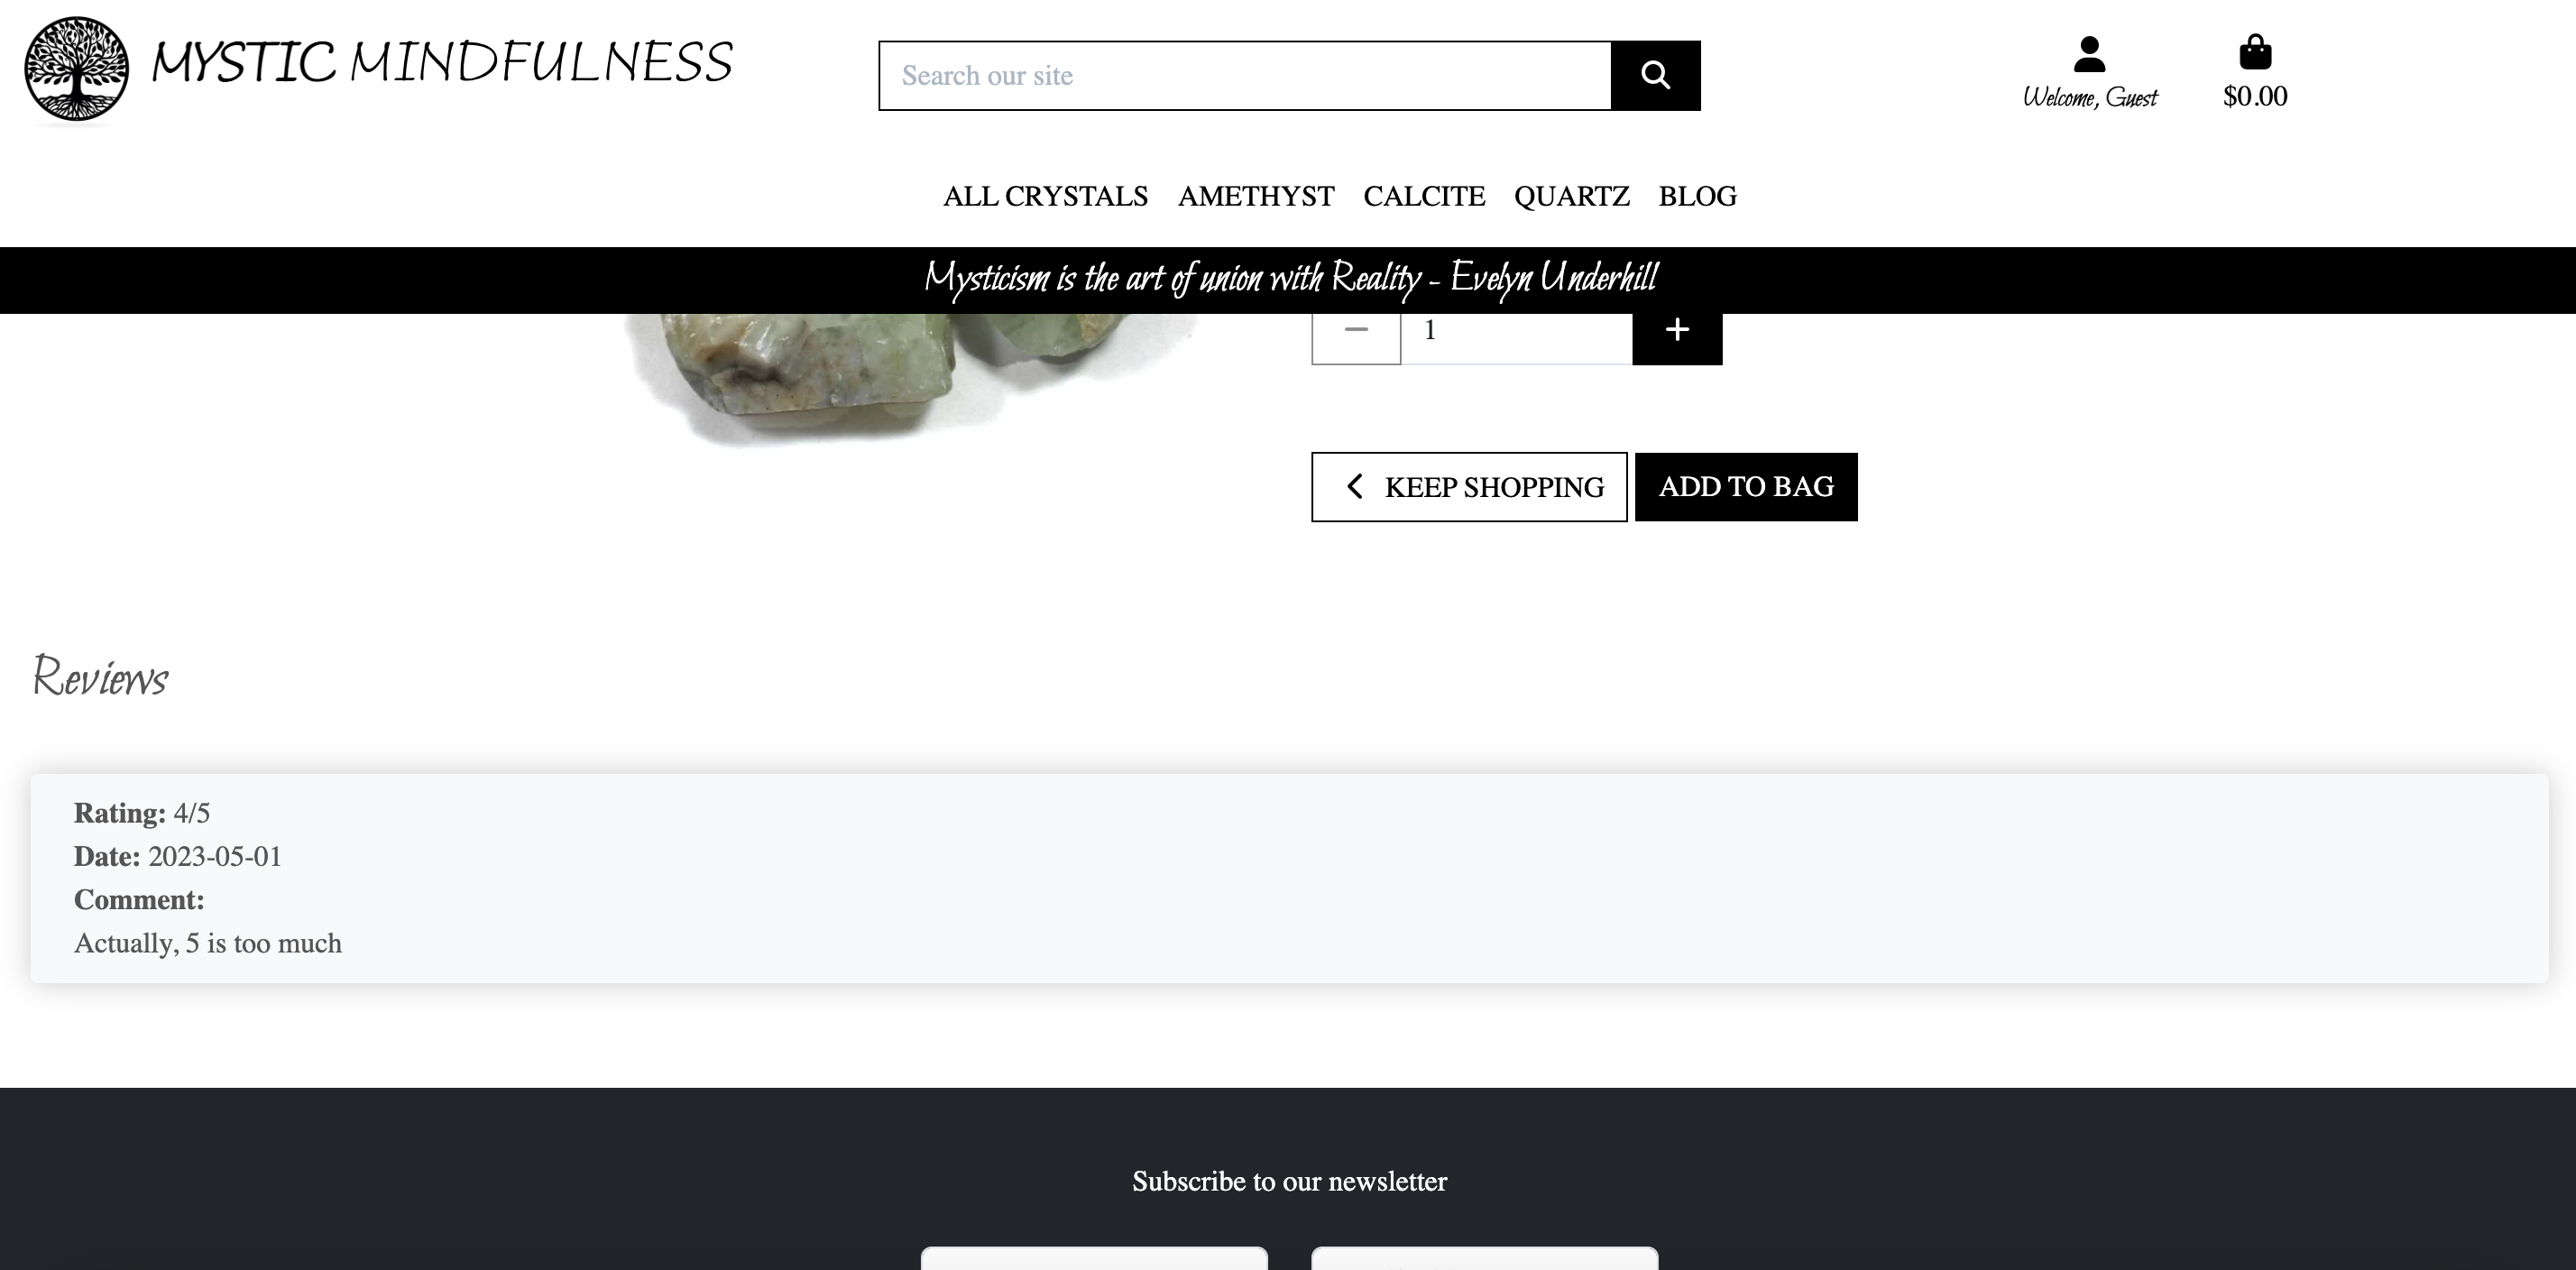 MYSTIC MINDFULNESS
Search our site
Welcome, Guest
$0.00
ALL CRYSTALS AMETHYST CALCITE QUARTZ BLOG
Mysticism is the art of union with Reality - Evelyn Underhill
1
KEEP SHOPPING
ADD TO BAG
Reviews
Rating: 4/5
Date: 2023-05-01
Comment:
Actually, 5 is too much
Subscribe to our newsletter